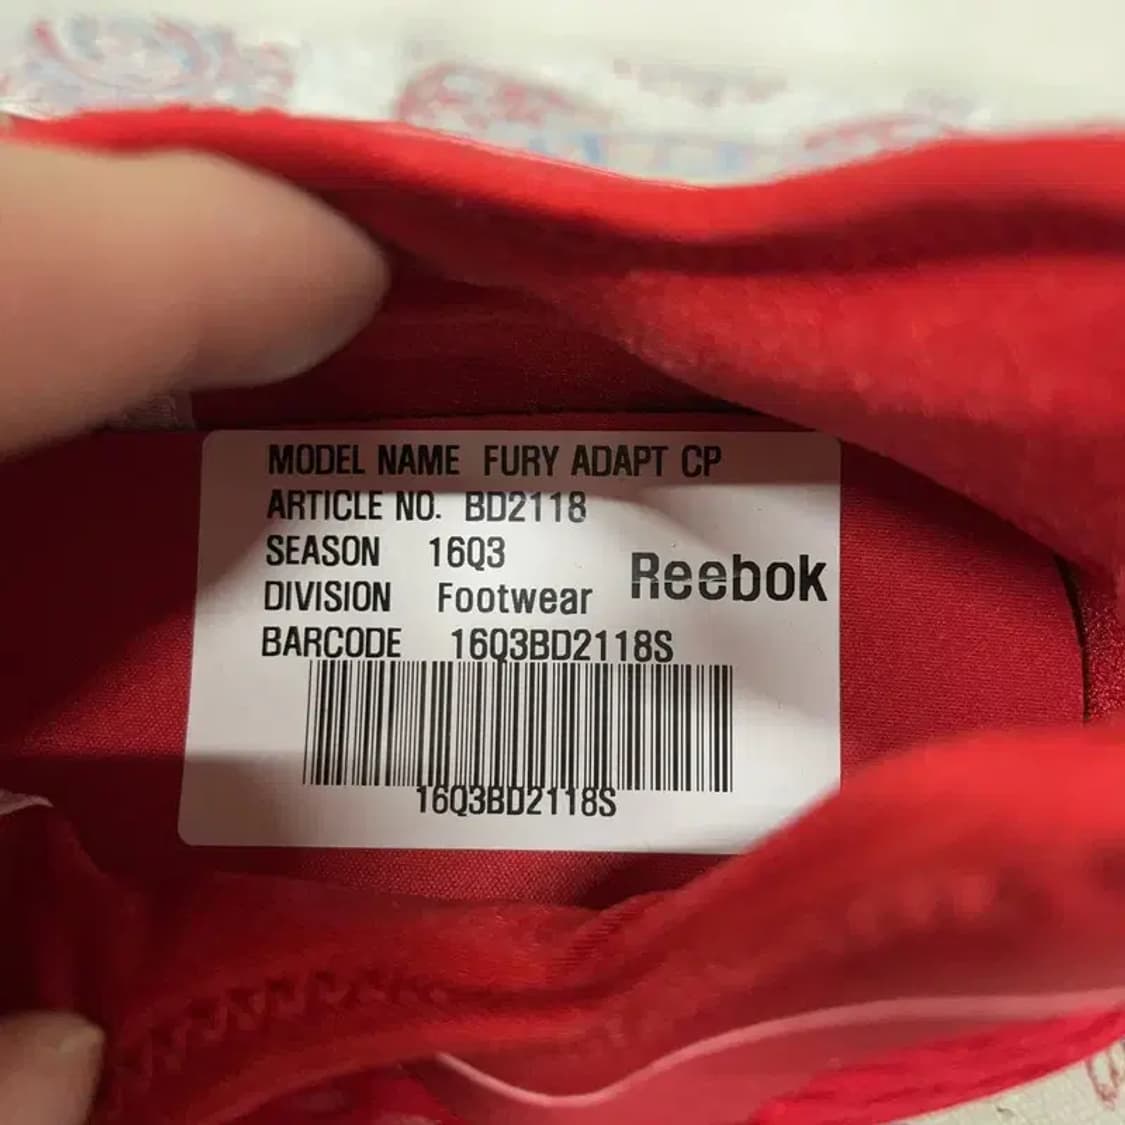 MODEL NAME FURY ADAPT CP
ARTICLE NO. BD2118
SEASON 16Q3
DIVISION Footwear
Reebok
BARCODE 16Q3BD2118S
16Q3BD2118S